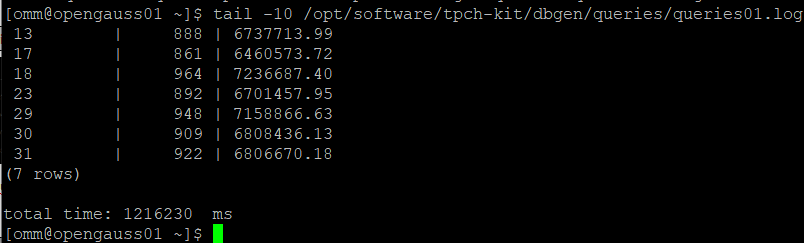 [omm@opengauss01 ~]$ tail -10 /opt/software/tpch-kit/dbgen/queries/queries01.log
13 | 888 | 6737713.99
17 | 861 | 6460573.72
18 | 964 | 7236687.40
23 | 892 | 6701457.95
29 | 948 | 7158866.63
30 | 909 | 6808436.13
31 | 922 | 6806670.18
(7 rows)
total time: 1216230 ms
[omm@opengauss01 ~]$